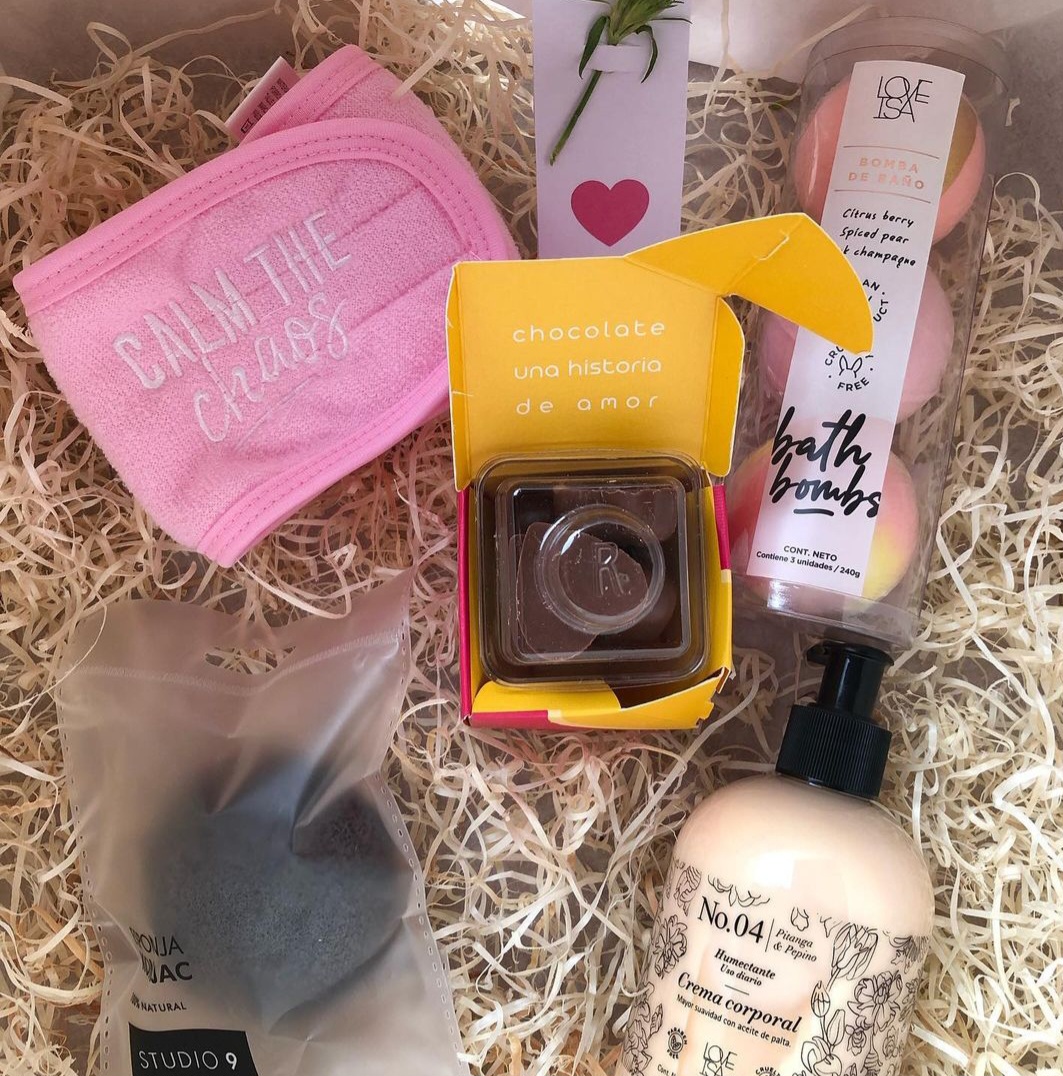 CALM THE
chaos
chocolate
una historia
de amor
LOVE
ISA
BOMBA
DE BAÑO
Citrus berry
Spiced pear
champagne
FREE
bath
bombs
CONT. NETO
Contiene 3 unidades / 240g
NATURAL
STUDIO 9
No.04
Pitanga
& Pepino
Humectante
Uso diario
Crema corporal
Mayor suavidad con aceite de palta.
LOVE
ISA